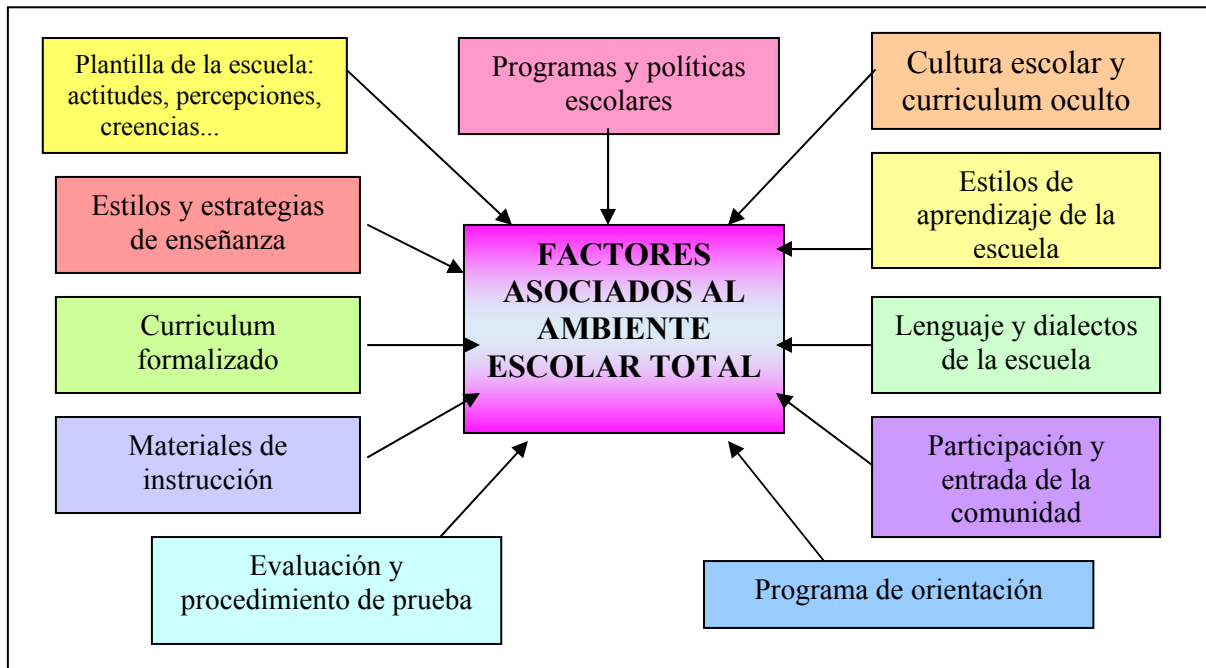 Plantilla de la escuela:
actitudes, percepciones,
creencias...
Programas y políticas
escolares
Cultura escolar y
curriculum oculto
Estilos y estrategias
de enseñanza
Estilos de
aprendizaje de la
escuela
FACTORES
ASOCIADOS AL
AMBIENTE
ESCOLAR TOTAL
Curriculum
formalizado
Lenguaje y dialectos
de la escuela
Materiales de
instrucción
Participación y
entrada de la
comunidad
Evaluación y
procedimiento de prueba
Programa de orientación